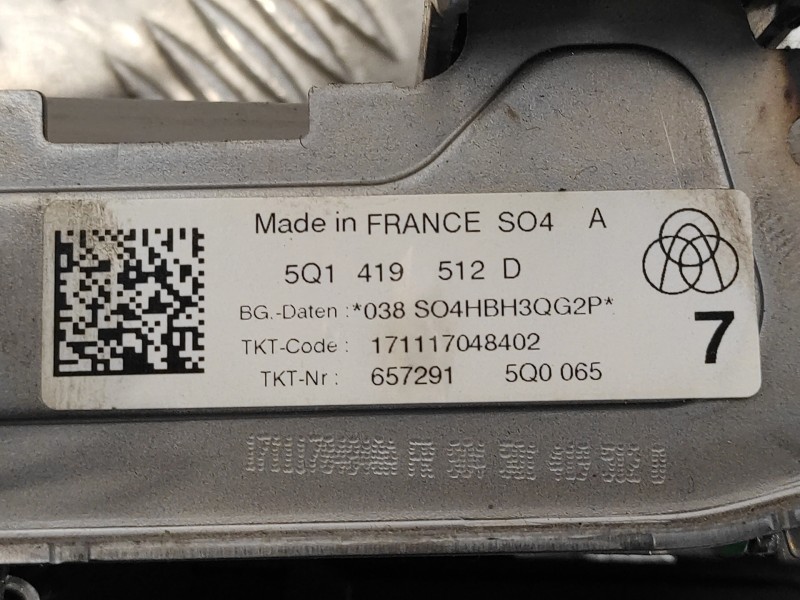 Made in FRANCE SO4 A
5Q1 419 512 D
BG.-Daten :*038 SO4HBH3QG2P*
TKT-Code : 171117048402
7
TKT-Nr : 657291 5Q0 065